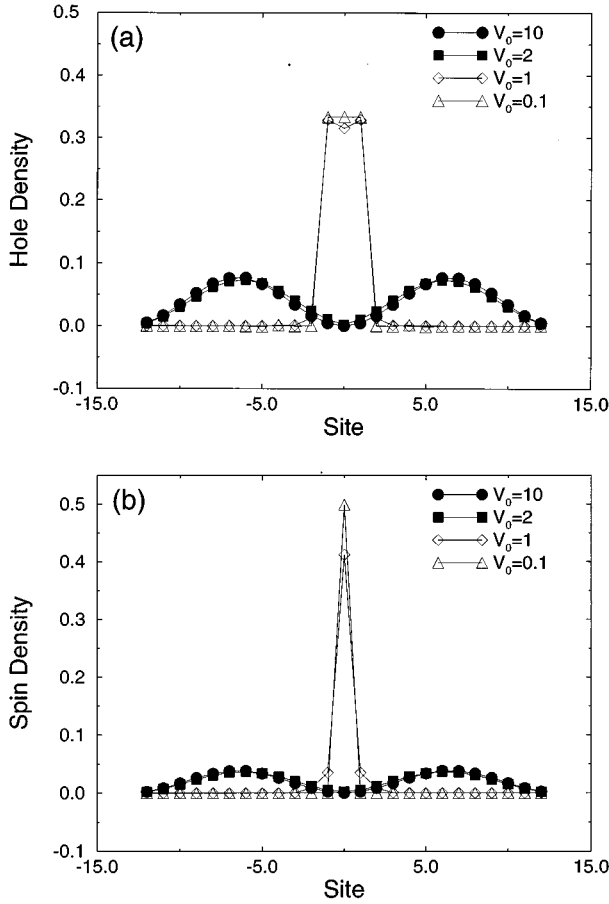 (a)
V₀=10
V₀=2
V₀=1
V₀=0.1
0.5
0.4
0.3
0.2
0.1
0.0
-0.1
Hole Density
-15.0 -5.0 5.0 15.0
Site
(b)
V₀=10
V₀=2
V₀=1
V₀=0.1
0.5
0.4
0.3
0.2
0.1
0.0
-0.1
Spin Density
-15.0 -5.0 5.0 15.0
Site